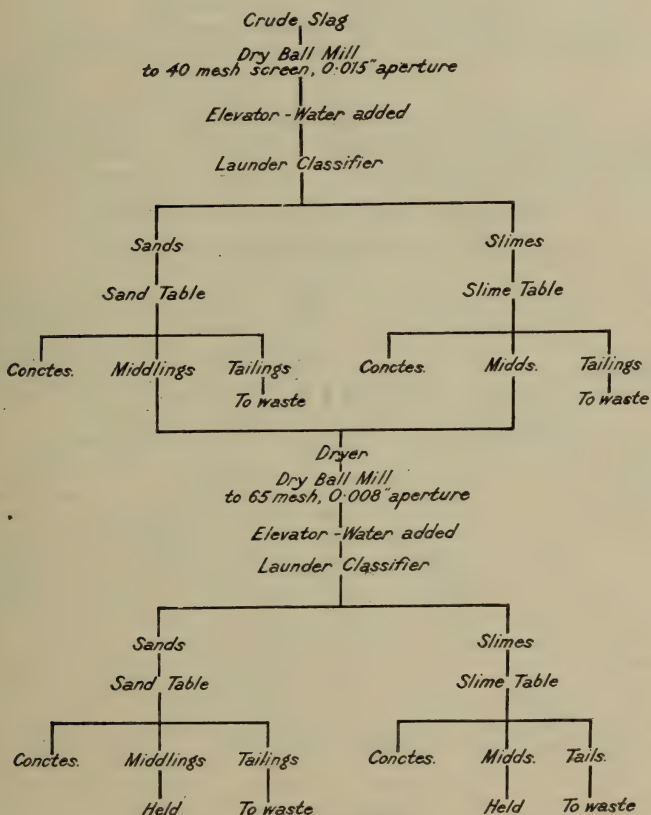 Crude Slag
Dry Ball Mill
to 40 mesh screen, 0·015" aperture
Elevator - Water added
Launder Classifier
Sands
Slimes
Sand Table
Slime Table
Conctes. Middlings Tailings
Conctes. Midds. Tailings
To waste
To waste
Dryer
Dry Ball Mill
to 65 mesh, 0·008" aperture
Elevator - Water added
Launder Classifier
Sands
Slimes
Sand Table
Slime Table
Conctes. Middlings Tailings
Conctes. Midds. Tails.
Held To waste
Held To waste